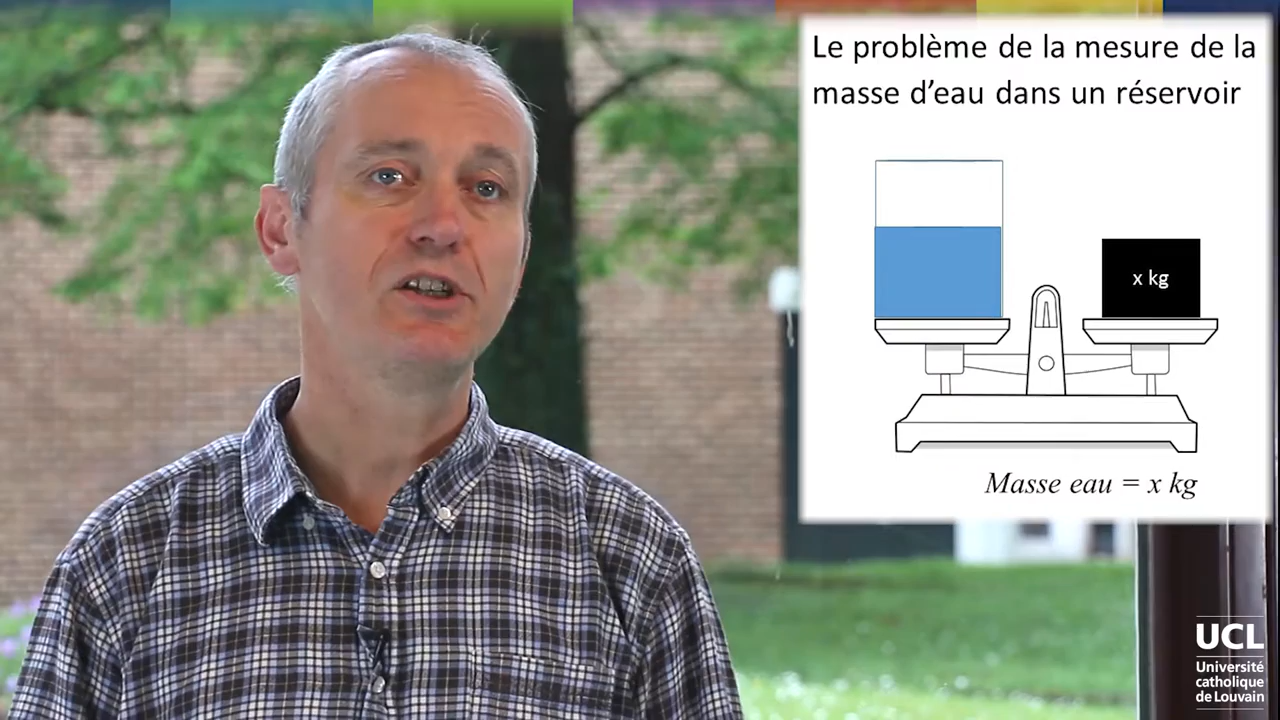 Le problème de la mesure de la
masse d’eau dans un réservoir
x kg
Masse eau = x kg
UCL
Université
catholique
de Louvain